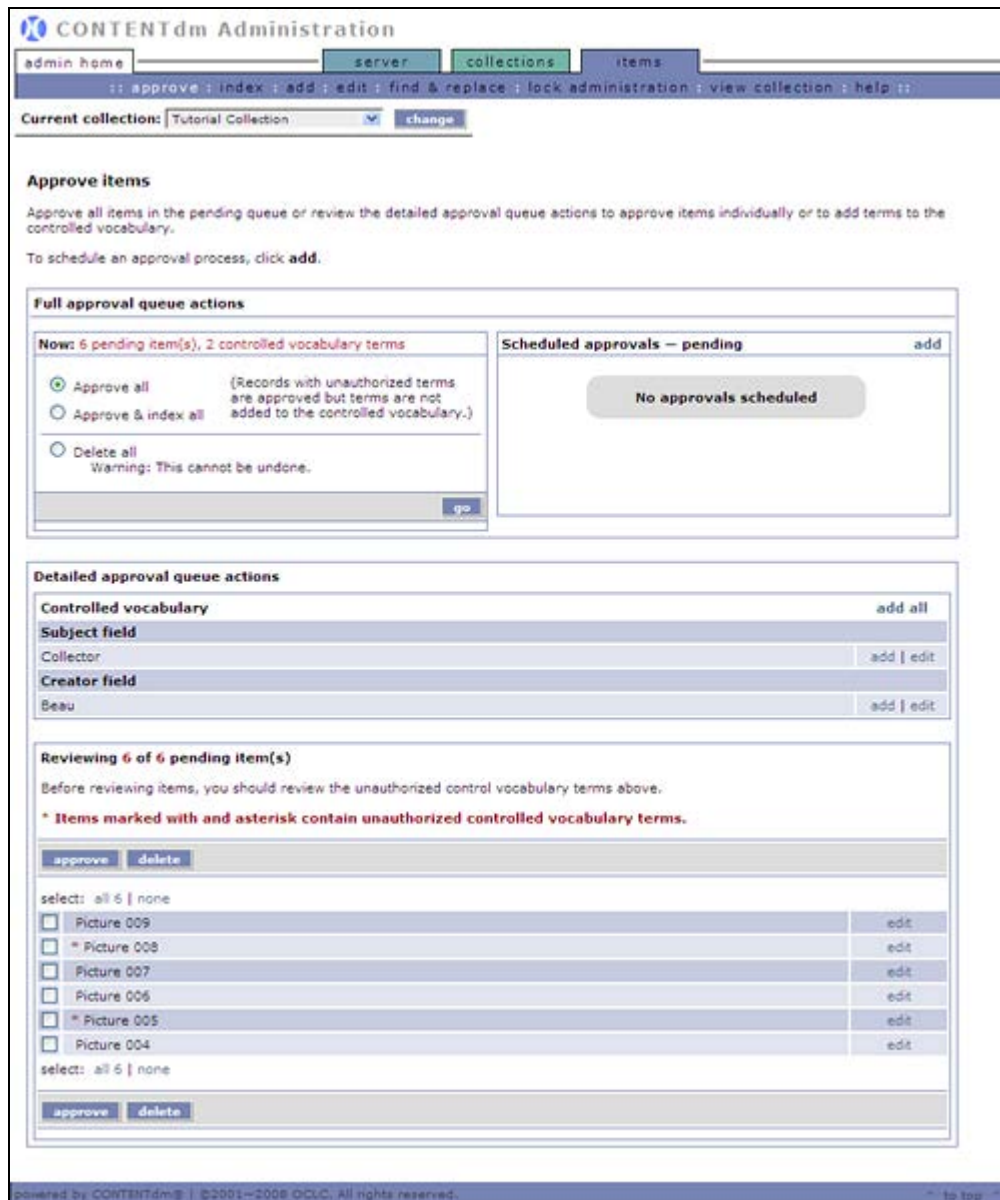 CONTENTdm Administration
admin home server collections items
:: approve : index : add : edit : find & replace : lock administration : view collection : help ::
Current collection: Tutorial Collection change
Approve items
Approve all items in the pending queue or review the detailed approval queue actions to approve items individually or to add terms to the
controlled vocabulary.
To schedule an approval process, click add.
Full approval queue actions
Now: 6 pending item(s), 2 controlled vocabulary terms
Approve all
Approve & index all
(Records with unauthorized terms
are approved but terms are not
added to the controlled vocabulary.)
Delete all
Warning: This cannot be undone.
go
Scheduled approvals — pending add
No approvals scheduled
Detailed approval queue actions
Controlled vocabulary add all
Subject field
Collector add | edit
Creator field
Beau add | edit
Reviewing 6 of 6 pending item(s)
Before reviewing items, you should review the unauthorized control vocabulary terms above.
* Items marked with and asterisk contain unauthorized controlled vocabulary terms.
approve delete
select: all 6 | none
Picture 009 edit
* Picture 008 edit
Picture 007 edit
Picture 006 edit
* Picture 005 edit
Picture 004 edit
select: all 6 | none
approve delete
powered by CONTENTdm® | ©2001—2008 OCLC. All rights reserved. ^ to top